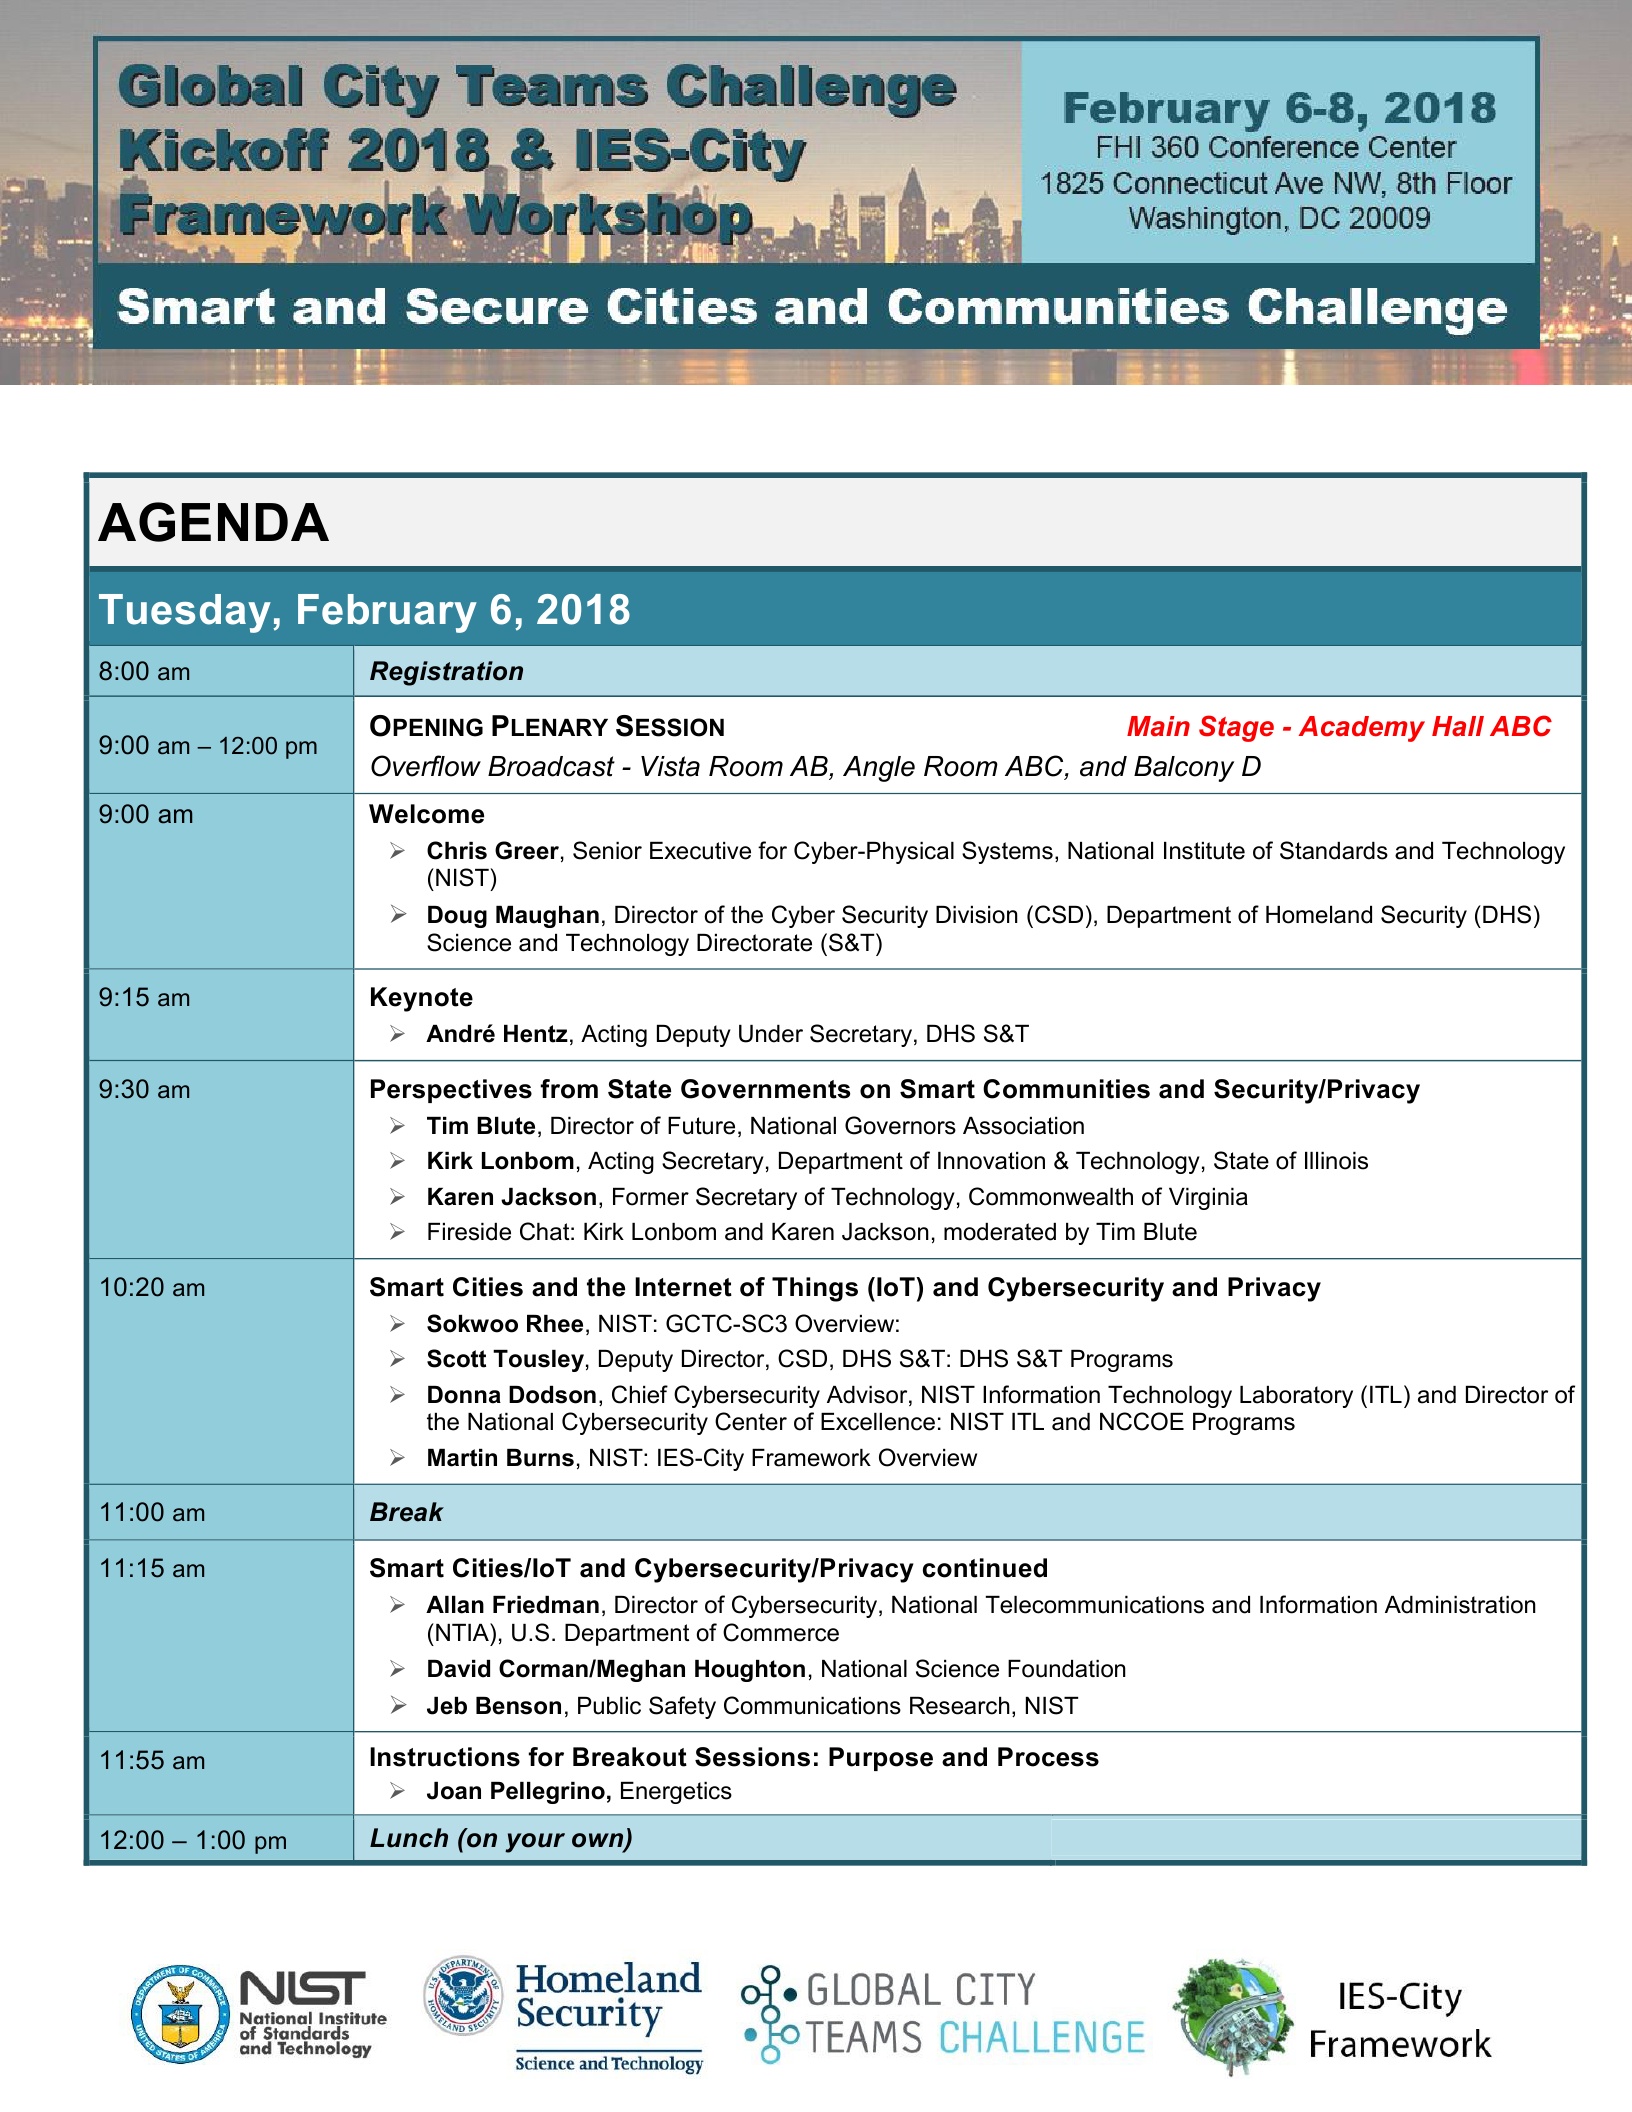 Global City Teams Challenge
Kickoff 2018 & IES-City
Framework Workshop
February 6-8, 2018
FHI 360 Conference Center
1825 Connecticut Ave NW, 8th Floor
Washington, DC 20009
Smart and Secure Cities and Communities Challenge
AGENDA
Tuesday, February 6, 2018
8:00 am Registration
9:00 am – 12:00 pm OPENING PLENARY SESSION Main Stage - Academy Hall ABC
Overflow Broadcast - Vista Room AB, Angle Room ABC, and Balcony D
9:00 am Welcome
➢ Chris Greer, Senior Executive for Cyber-Physical Systems, National Institute of Standards and Technology
(NIST)
➢ Doug Maughan, Director of the Cyber Security Division (CSD), Department of Homeland Security (DHS)
Science and Technology Directorate (S&T)
9:15 am Keynote
➢ André Hentz, Acting Deputy Under Secretary, DHS S&T
9:30 am Perspectives from State Governments on Smart Communities and Security/Privacy
➢ Tim Blute, Director of Future, National Governors Association
➢ Kirk Lonbom, Acting Secretary, Department of Innovation & Technology, State of Illinois
➢ Karen Jackson, Former Secretary of Technology, Commonwealth of Virginia
➢ Fireside Chat: Kirk Lonbom and Karen Jackson, moderated by Tim Blute
10:20 am Smart Cities and the Internet of Things (IoT) and Cybersecurity and Privacy
➢ Sokwoo Rhee, NIST: GCTC-SC3 Overview:
➢ Scott Tousley, Deputy Director, CSD, DHS S&T: DHS S&T Programs
➢ Donna Dodson, Chief Cybersecurity Advisor, NIST Information Technology Laboratory (ITL) and Director of
the National Cybersecurity Center of Excellence: NIST ITL and NCCOE Programs
➢ Martin Burns, NIST: IES-City Framework Overview
11:00 am Break
11:15 am Smart Cities/IoT and Cybersecurity/Privacy continued
➢ Allan Friedman, Director of Cybersecurity, National Telecommunications and Information Administration
(NTIA), U.S. Department of Commerce
➢ David Corman/Meghan Houghton, National Science Foundation
➢ Jeb Benson, Public Safety Communications Research, NIST
11:55 am Instructions for Breakout Sessions: Purpose and Process
➢ Joan Pellegrino, Energetics
12:00 – 1:00 pm Lunch (on your own)
DEPARTMENT OF COMMERCE
UNITED STATES OF AMERICA
NIST
National Institute
of Standards
and Technology
U.S. DEPARTMENT OF
HOMELAND SECURITY
Homeland
Security
Science and Technology
GLOBAL CITY
TEAMS CHALLENGE
IES-City
Framework